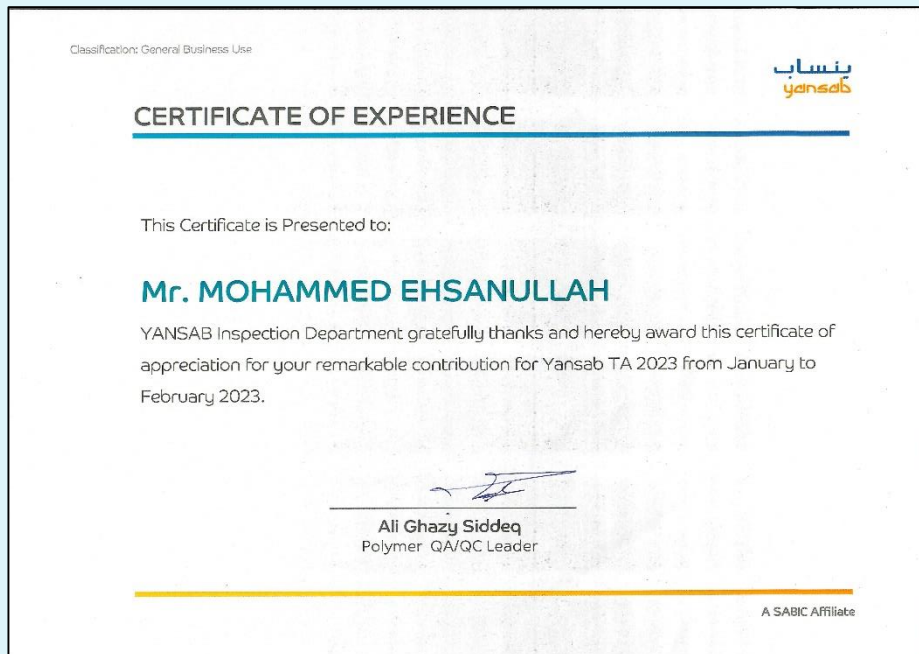 Classification: General Business Use
ينساب
yansab
CERTIFICATE OF EXPERIENCE
This Certificate is Presented to:
Mr. MOHAMMED EHSANULLAH
YANSAB Inspection Department gratefully thanks and hereby award this certificate of
appreciation for your remarkable contribution for Yansab TA 2023 from January to
February 2023.
Ali Ghazy Siddeq
Polymer QA/QC Leader
A SABIC Affiliate